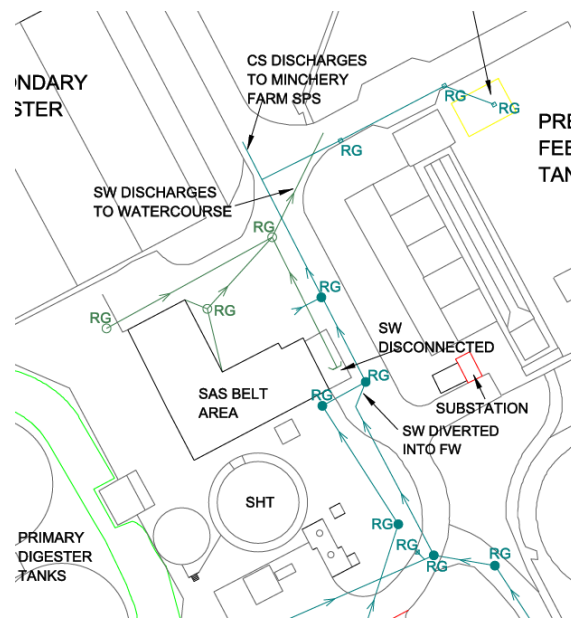 CS DISCHARGES
TO MINCHERY
FARM SPS
ONDARY
STER
RG
RG
RG
PRE
FEE
TAN
SW DISCHARGES
TO WATERCOURSE
RG
RG
RG
RG
SW
DISCONNECTED
RG
SAS BELT
AREA
RG
SUBSTATION
SW DIVERTED
INTO FW
SHT
RG
PRIMARY
DIGESTER
TANKS
RG
RG
RG